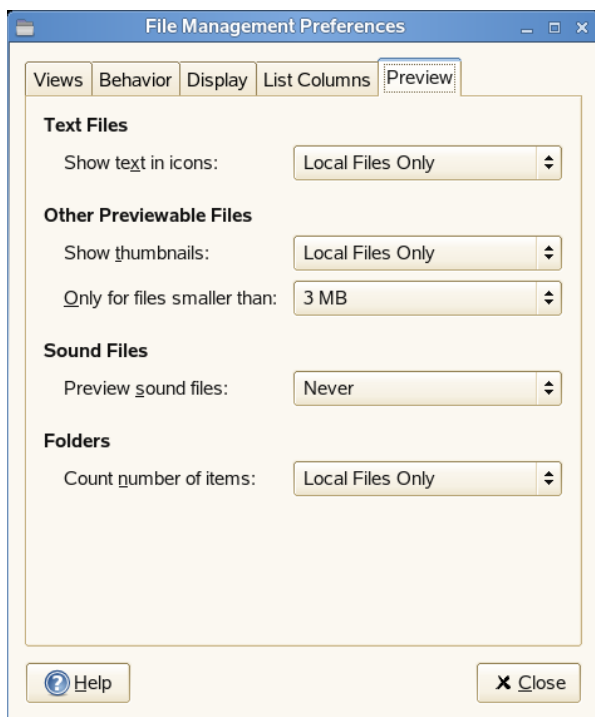 File Management Preferences
Views Behavior Display List Columns Preview
Text Files
Show text in icons: Local Files Only
Other Previewable Files
Show thumbnails: Local Files Only
Only for files smaller than: 3 MB
Sound Files
Preview sound files: Never
Folders
Count number of items: Local Files Only
Help Close